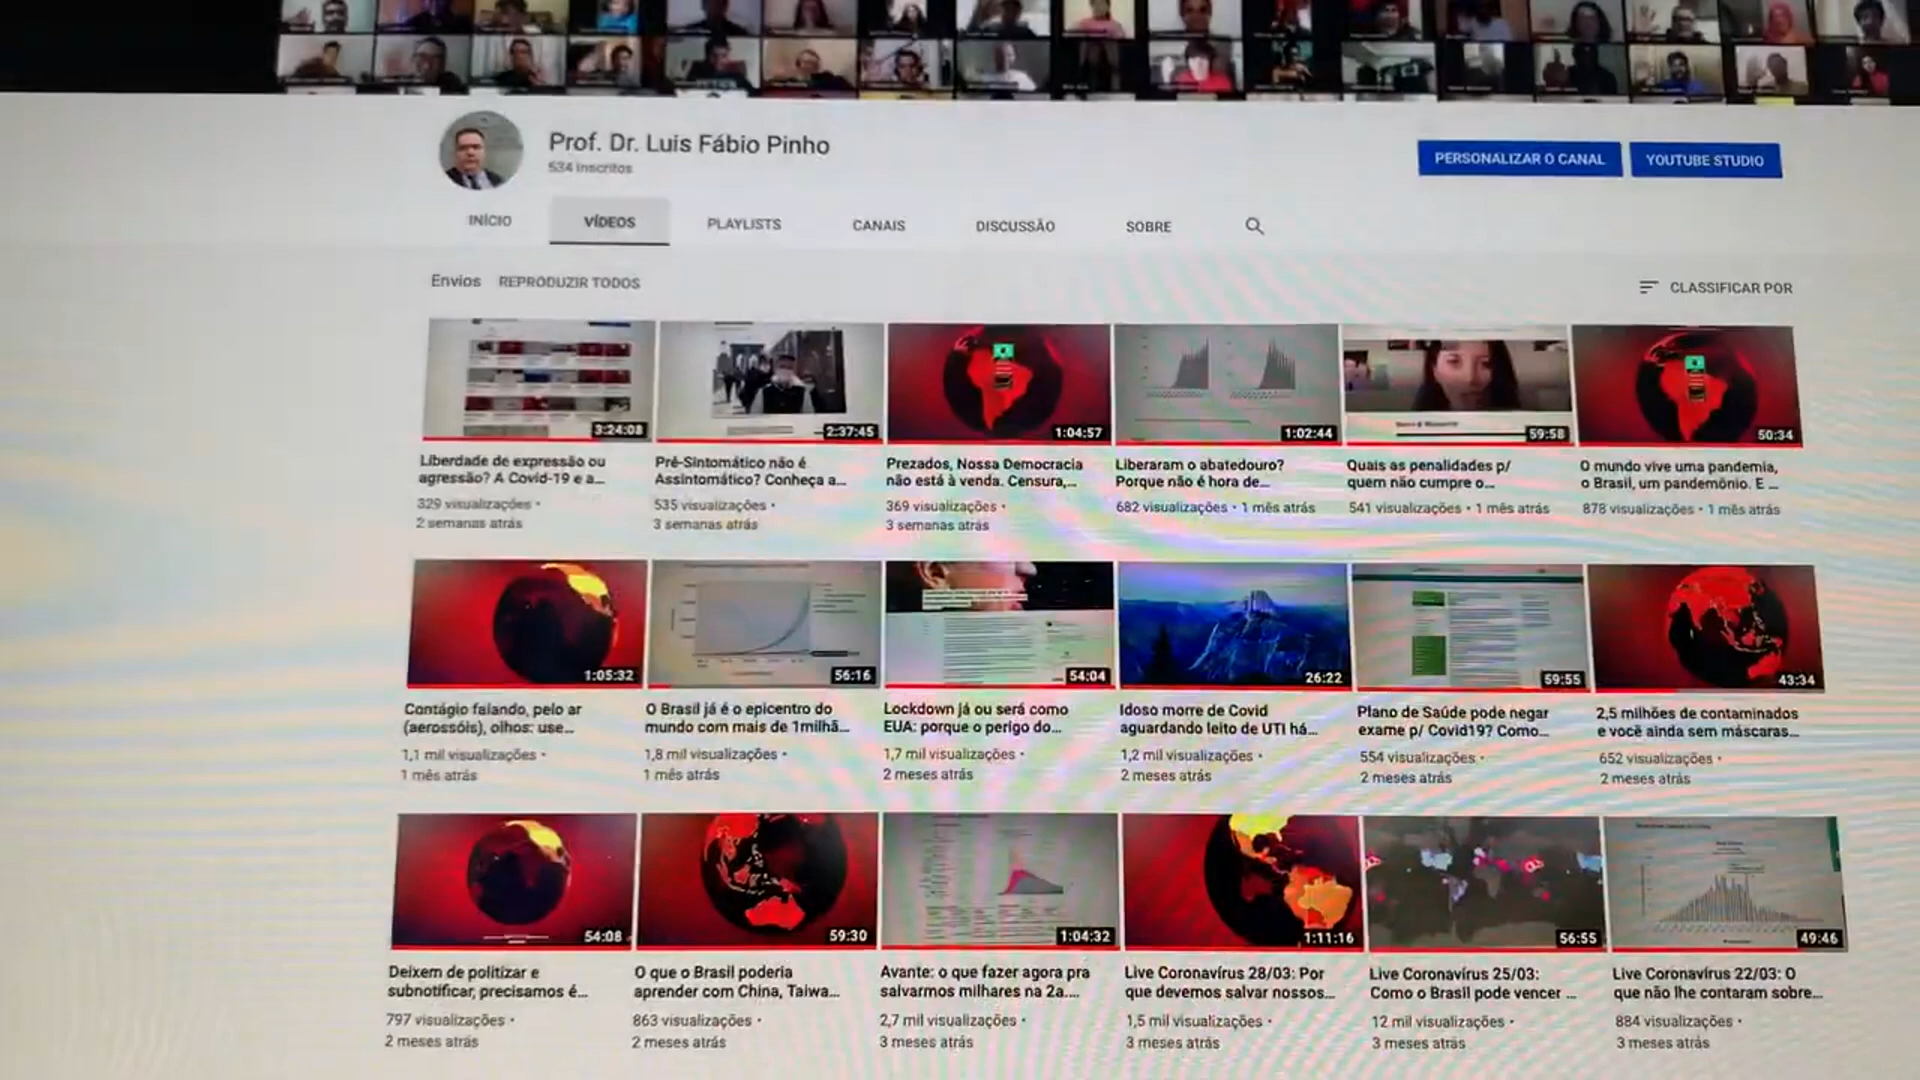 Prof. Dr. Luis Fábio Pinho
534 inscritos
PERSONALIZAR O CANAL
YOUTUBE STUDIO
INÍCIO
VÍDEOS
PLAYLISTS
CANAIS
DISCUSSÃO
SOBRE
Envios
REPRODUZIR TODOS
CLASSIFICAR POR
3:24:08
Liberdade de expressão ou
agressão? A Covid-19 e a...
329 visualizações •
2 semanas atrás
2:37:45
Pré-Sintomático não é
Assintomático? Conheça a...
535 visualizações •
3 semanas atrás
1:04:57
Prezados, Nossa Democracia
não está à venda. Censura,...
369 visualizações •
3 semanas atrás
1:02:44
Liberaram o abatedouro?
Porque não é hora de...
682 visualizações • 1 mês atrás
59:58
Quais as penalidades p/
quem não cumpre o...
541 visualizações • 1 mês atrás
50:34
O mundo vive uma pandemia,
o Brasil, um pandemônio. E ...
878 visualizações • 1 mês atrás
1:05:32
Contágio falando, pelo ar
(aerossóis), olhos: use...
1,1 mil visualizações •
1 mês atrás
56:16
O Brasil já é o epicentro do
mundo com mais de 1milhã...
1,8 mil visualizações •
1 mês atrás
54:04
Lockdown já ou será como
EUA: porque o perigo do...
1,7 mil visualizações •
2 meses atrás
26:22
Idoso morre de Covid
aguardando leito de UTI há...
1,2 mil visualizações •
2 meses atrás
59:55
Plano de Saúde pode negar
exame p/ Covid19? Como...
554 visualizações •
2 meses atrás
43:34
2,5 milhões de contaminados
e você ainda sem máscaras...
652 visualizações •
2 meses atrás
54:08
Deixem de politizar e
subnotificar, precisamos é...
797 visualizações •
2 meses atrás
59:30
O que o Brasil poderia
aprender com China, Taiwa...
863 visualizações •
2 meses atrás
1:04:32
Avante: o que fazer agora pra
salvarmos milhares na 2a....
2,7 mil visualizações •
3 meses atrás
1:11:16
Live Coronavírus 28/03: Por
que devemos salvar nossos...
1,5 mil visualizações •
3 meses atrás
56:55
Live Coronavírus 25/03:
Como o Brasil pode vencer ...
12 mil visualizações •
3 meses atrás
49:46
Live Coronavírus 22/03: O
que não lhe contaram sobre...
884 visualizações •
3 meses atrás